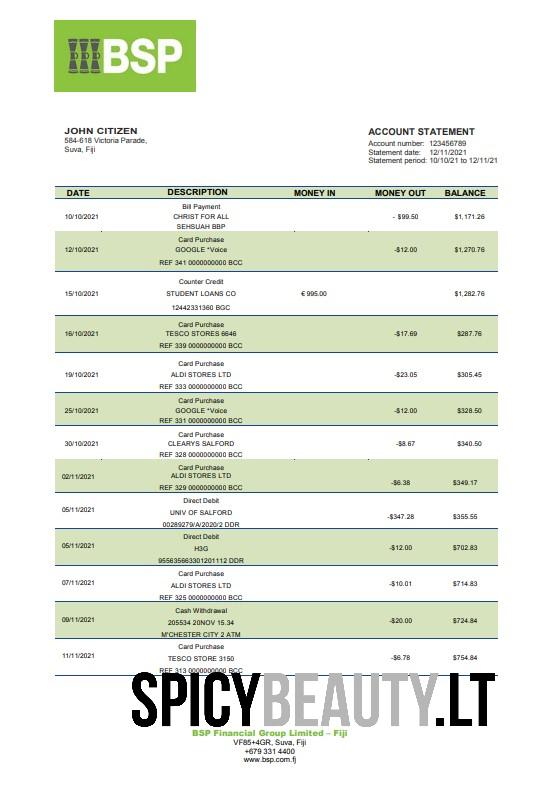 BSP
JOHN CITIZEN
584-618 Victoria Parade,
Suva, Fiji
ACCOUNT STATEMENT
Account number: 123456789
Statement date: 12/11/2021
Statement period: 10/10/21 to 12/11/21
DATE DESCRIPTION MONEY IN MONEY OUT BALANCE
Bill Payment
10/10/2021 CHRIST FOR ALL - $99.50 $1,171.26
SEHSUAH BBP
Card Purchase
12/10/2021 GOOGLE *Voice -$12.00 $1,270.76
REF 341 0000000000 BCC
Counter Credit
15/10/2021 STUDENT LOANS CO € 995.00 $1,282.76
12442331360 BGC
Card Purchase
16/10/2021 TESCO STORES 6646 -$17.69 $287.76
REF 339 0000000000 BCC
Card Purchase
19/10/2021 ALDI STORES LTD -$23.05 $305.45
REF 333 0000000000 BCC
Card Purchase
25/10/2021 GOOGLE *Voice -$12.00 $328.50
REF 331 0000000000 BCC
Card Purchase
30/10/2021 CLEARYS SALFORD -$8.67 $340.50
REF 328 0000000000 BCC
Card Purchase
02/11/2021 ALDI STORES LTD -$6.38 $349.17
REF 329 0000000000 BCC
Direct Debit
05/11/2021 UNIV OF SALFORD -$347.28 $355.55
00289279/A/2020/2 DDR
Direct Debit
05/11/2021 H3G -$12.00 $702.83
955635663301201112 DDR
Card Purchase
07/11/2021 ALDI STORES LTD -$10.01 $714.83
REF 325 0000000000 BCC
Cash Withdrawal
09/11/2021 205534 20NOV 15.34 -$20.00 $724.84
M'CHESTER CITY 2 ATM
Card Purchase
11/11/2021 TESCO STORE 3150 -$6.78 $754.84
REF 313 0000000000 BCC
SPICYBEAUTY.LT
BSP Financial Group Limited – Fiji
VF85+4GR, Suva, Fiji
+679 331 4400
www.bsp.com.fj